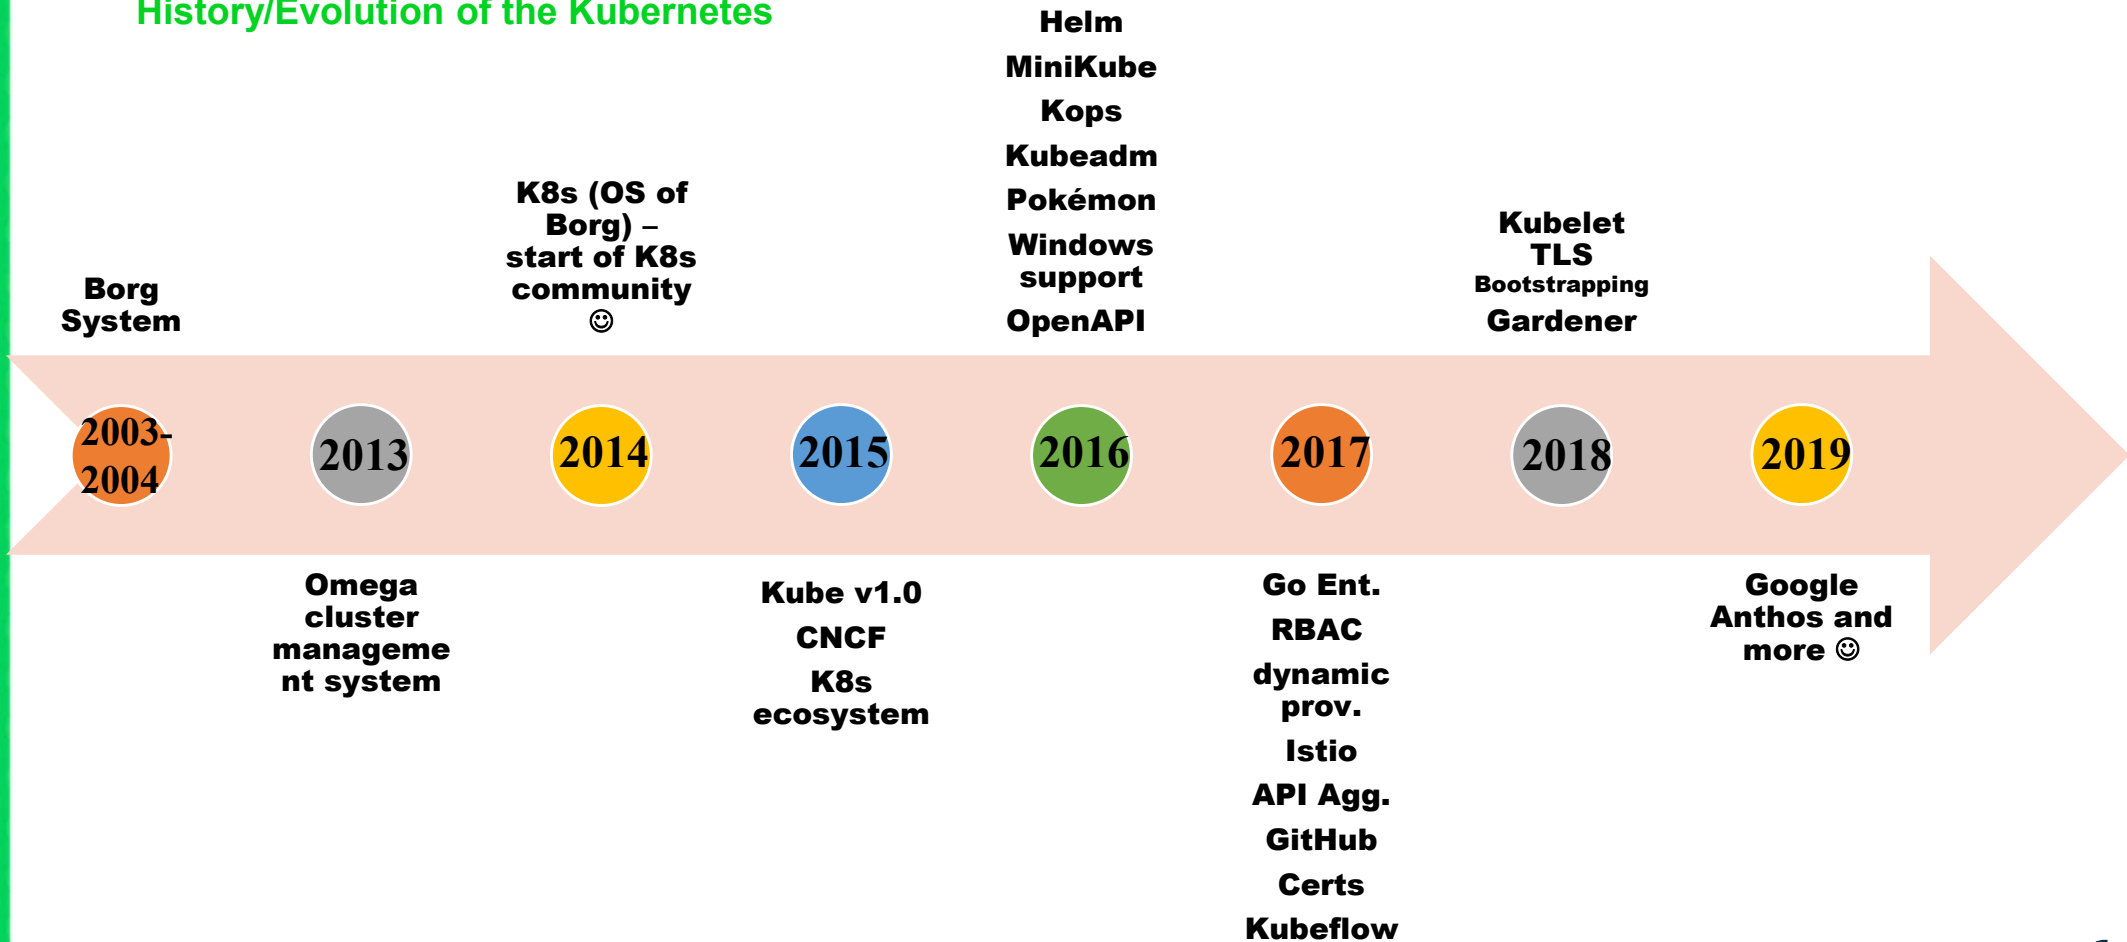 History/Evolution of the Kubernetes
Borg
System
2003-
2004
2013
Omega
cluster
manageme
nt system
K8s (OS of
Borg) –
start of K8s
community
☺
2014
2015
Kube v1.0
CNCF
K8s
ecosystem
Helm
MiniKube
Kops
Kubeadm
Pokémon
Windows
support
OpenAPI
2016
2017
Go Ent.
RBAC
dynamic
prov.
Istio
API Agg.
GitHub
Certs
Kubeflow
Kubelet
TLS
Bootstrapping
Gardener
2018
2019
Google
Anthos and
more ☺